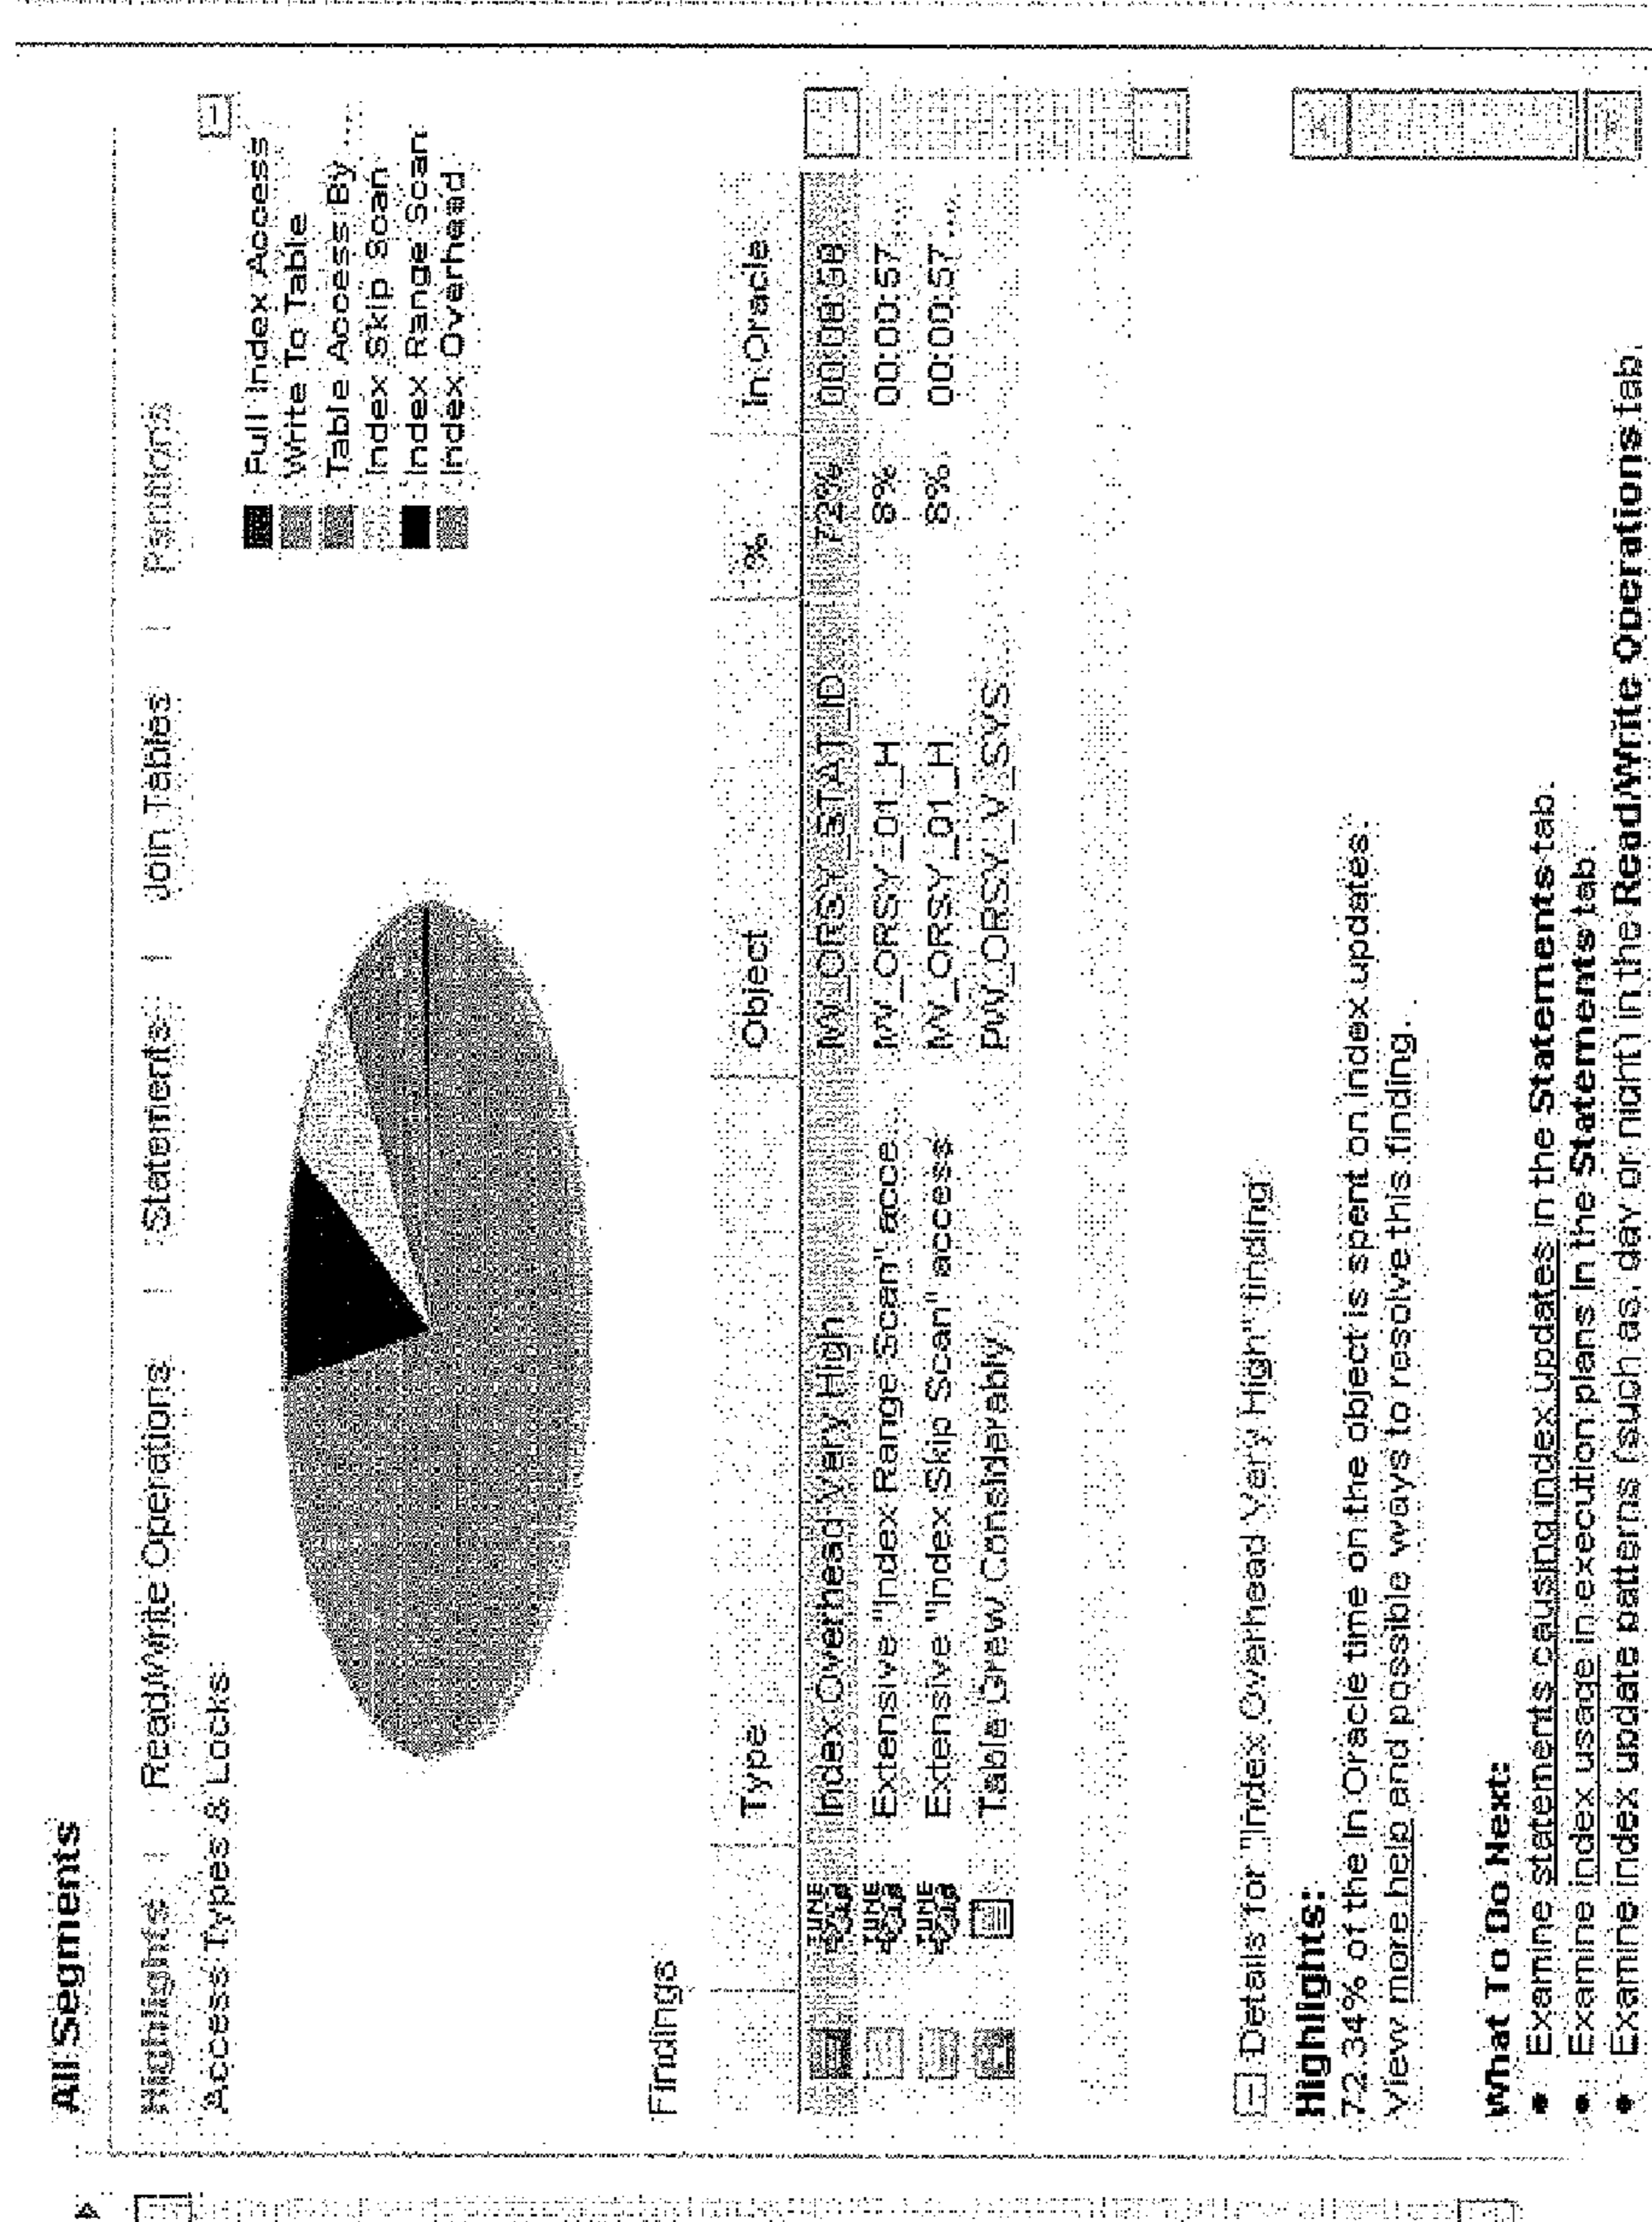 All Segments
Highlights | Read/Write Operations | Statements | Join Tables | Partitions
Access Types & Locks
Full Index Access
Write To Table
Table Access By ...
Index Skip Scan
Index Range Scan
Index Overhead
Findings
Type Object % In Oracle
TUNE Index Overhead Very High IW_ORSY_STAT_ID 72% 00:08:58
TUNE Extensive "Index Range Scan" acce... IW_ORSY_01_H 8% 00:00:57...
TUNE Extensive "Index Skip Scan" access IW_ORSY_01_H 8% 00:00:57...
Table Grew Considerably PW_ORSY_V_SYS...
Details for "Index Overhead Very High" finding
Highlights:
72.34% of the In Oracle time on the object is spent on index updates.
View more help and possible ways to resolve this finding.
What To Do Next:
• Examine statements causing index updates in the Statements tab.
• Examine index usage in execution plans in the Statements tab.
• Examine index update patterns (such as, day or night) in the Read/Write Operations tab.